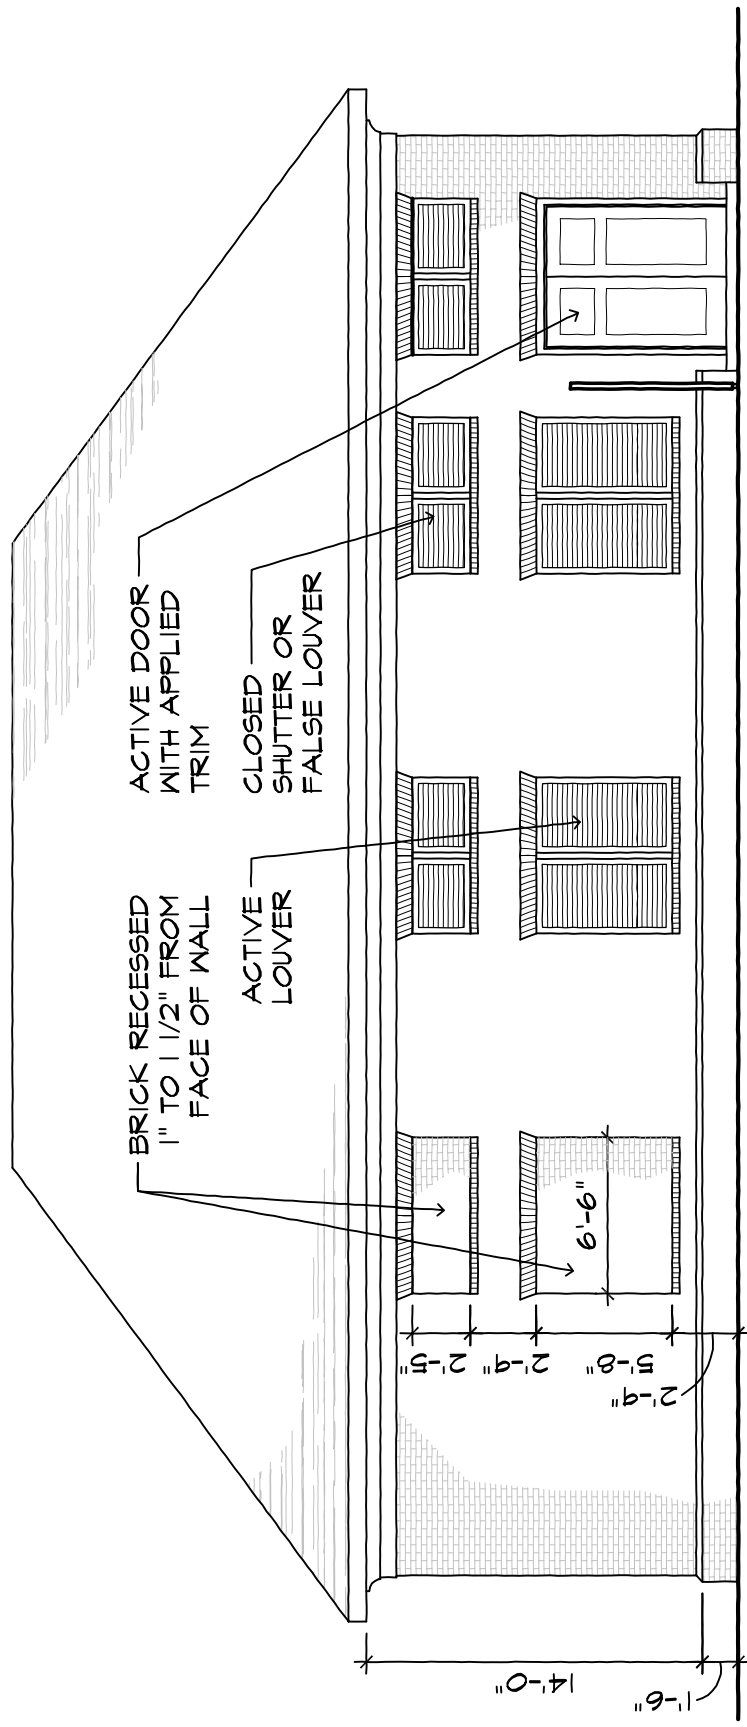 BRICK RECESSED
1" TO 1 1/2" FROM
FACE OF WALL
ACTIVE DOOR
WITH APPLIED
TRIM
ACTIVE
LOUVER
CLOSED
SHUTTER OR
FALSE LOUVER
6'-6"
2'-5"
2'-9"
5'-8"
2'-9"
14'-0"
1'-6"